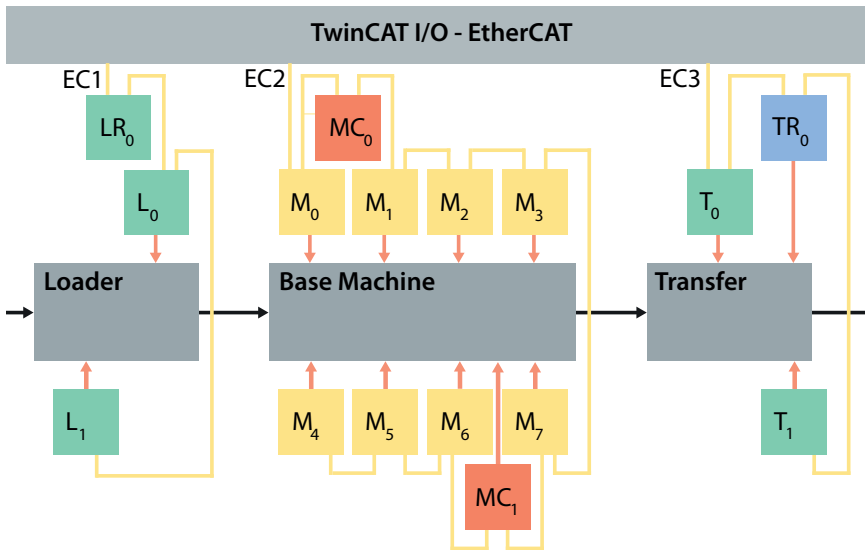 TwinCAT I/O - EtherCAT
EC1
EC2
EC3
LR0
MC0
TR0
L0
M0
M1
M2
M3
T0
Loader
Base Machine
Transfer
L1
M4
M5
M6
M7
T1
MC1